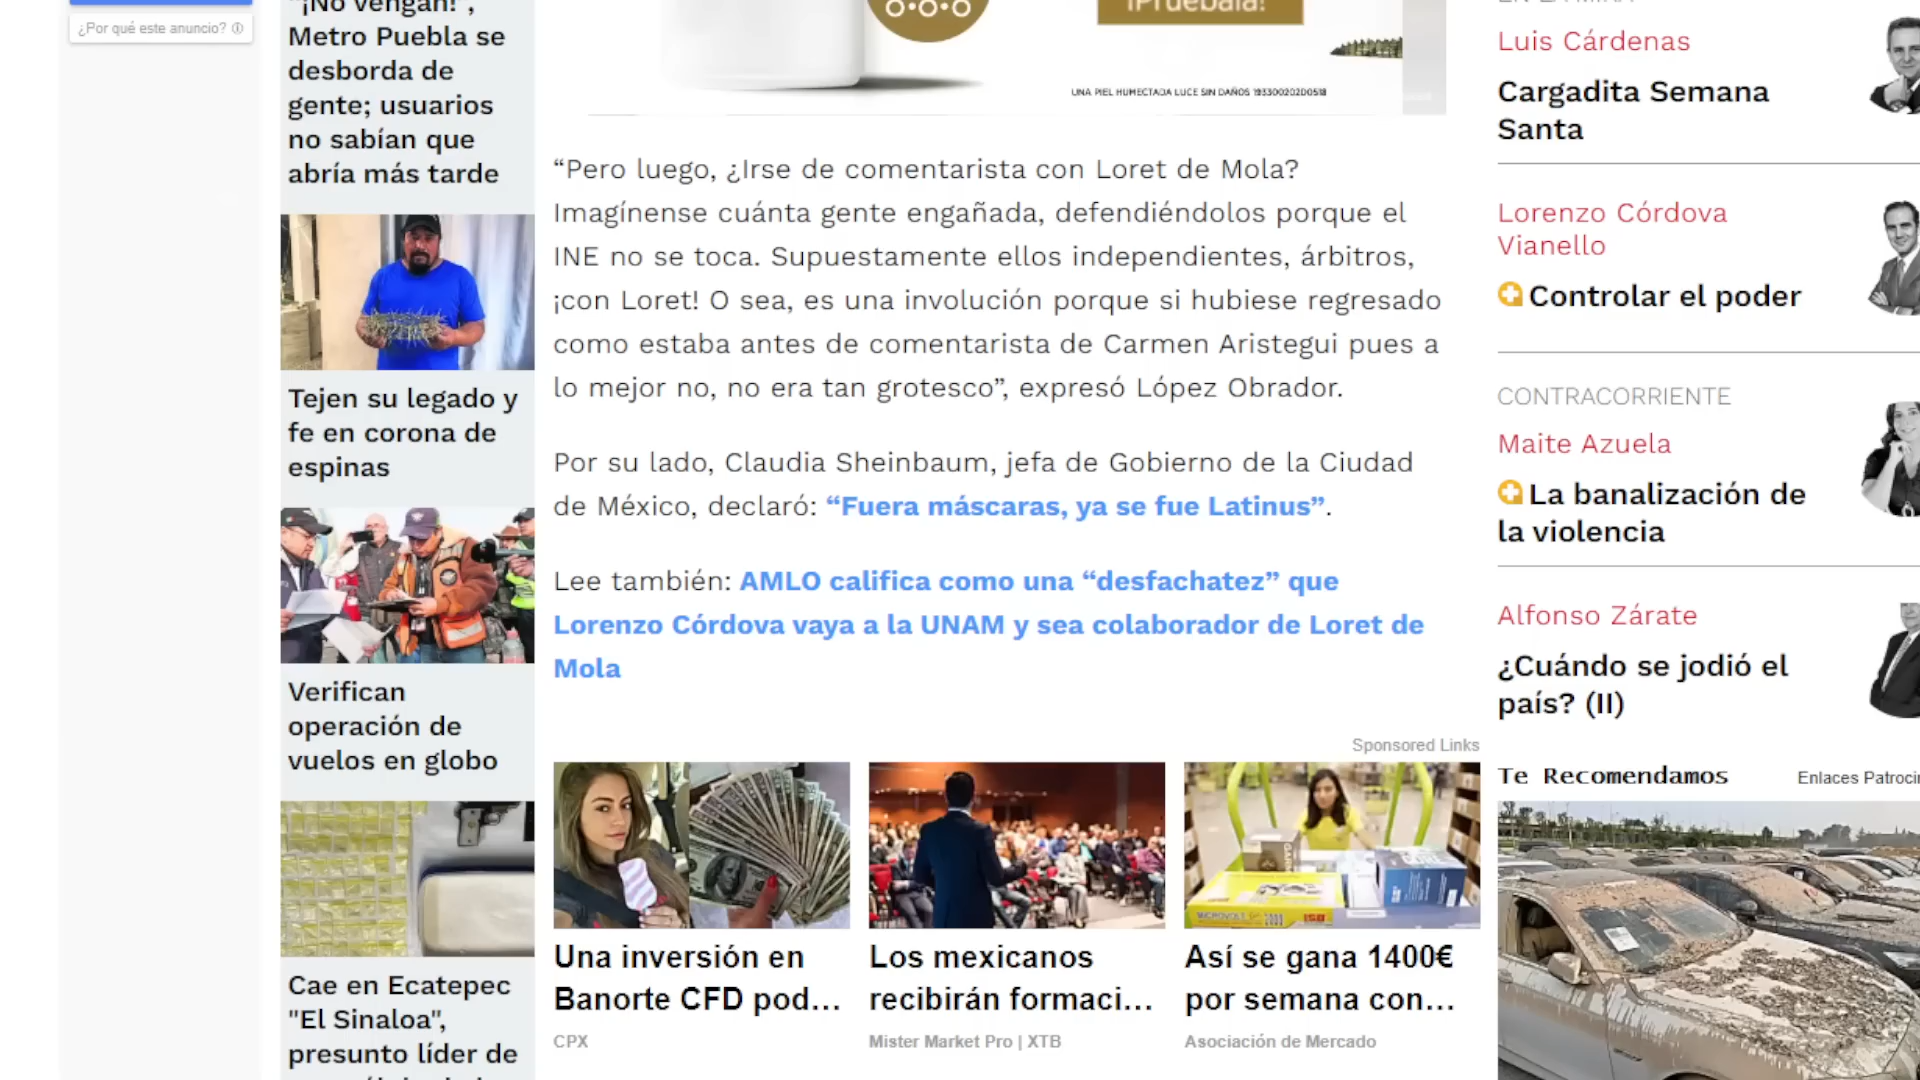 ¿Por qué este anuncio?
"¡No vengan!",
Metro Puebla se
desborda de
gente; usuarios
no sabían que
abría más tarde
Tejen su legado y
fe en corona de
espinas
Verifican
operación de
vuelos en globo
Cae en Ecatepec
"El Sinaloa",
presunto líder de
¡Pruébala!
UNA PIEL HUMECTADA LUCE SIN DAÑOS 193300202D0518
“Pero luego, ¿Irse de comentarista con Loret de Mola?
Imagínense cuánta gente engañada, defendiéndolos porque el
INE no se toca. Supuestamente ellos independientes, árbitros,
¡con Loret! O sea, es una involución porque si hubiese regresado
como estaba antes de comentarista de Carmen Aristegui pues a
lo mejor no, no era tan grotesco”, expresó López Obrador.
Por su lado, Claudia Sheinbaum, jefa de Gobierno de la Ciudad
de México, declaró: “Fuera máscaras, ya se fue Latinus”.
Lee también: AMLO califica como una “desfachatez” que
Lorenzo Córdova vaya a la UNAM y sea colaborador de Loret de
Mola
Sponsored Links
Una inversión en
Banorte CFD pod...
CPX
Los mexicanos
recibirán formaci...
Mister Market Pro | XTB
Así se gana 1400€
por semana con...
Asociación de Mercado
EN LA MIRA
Luis Cárdenas
Cargadita Semana
Santa
Lorenzo Córdova
Vianello
Controlar el poder
CONTRACORRIENTE
Maite Azuela
La banalización de
la violencia
Alfonso Zárate
¿Cuándo se jodió el
país? (II)
Te Recomendamos
Enlaces Patrocin